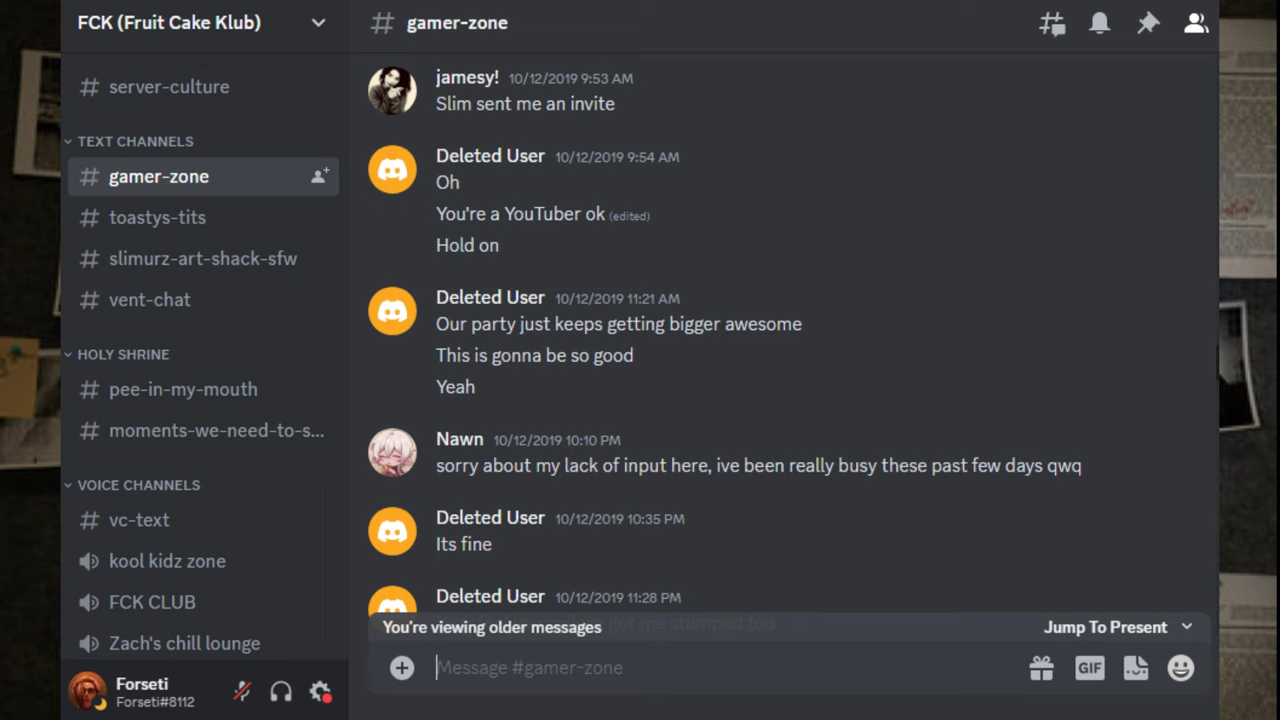 FCK (Fruit Cake Klub)
server-culture
TEXT CHANNELS
gamer-zone
toastys-tits
slimurz-art-shack-sfw
vent-chat
HOLY SHRINE
pee-in-my-mouth
moments-we-need-to-s...
VOICE CHANNELS
vc-text
kool kidz zone
FCK CLUB
Zach's chill lounge
Forseti
Forseti#8112
gamer-zone
jamesy! 10/12/2019 9:53 AM
Slim sent me an invite
Deleted User 10/12/2019 9:54 AM
Oh
You're a YouTuber ok (edited)
Hold on
Deleted User 10/12/2019 11:21 AM
Our party just keeps getting bigger awesome
This is gonna be so good
Yeah
Nawn 10/12/2019 10:10 PM
sorry about my lack of input here, ive been really busy these past few days qwq
Deleted User 10/12/2019 10:35 PM
Its fine
Deleted User 10/12/2019 11:28 PM
got me stumped too
You're viewing older messages
Jump To Present
Message #gamer-zone
GIF